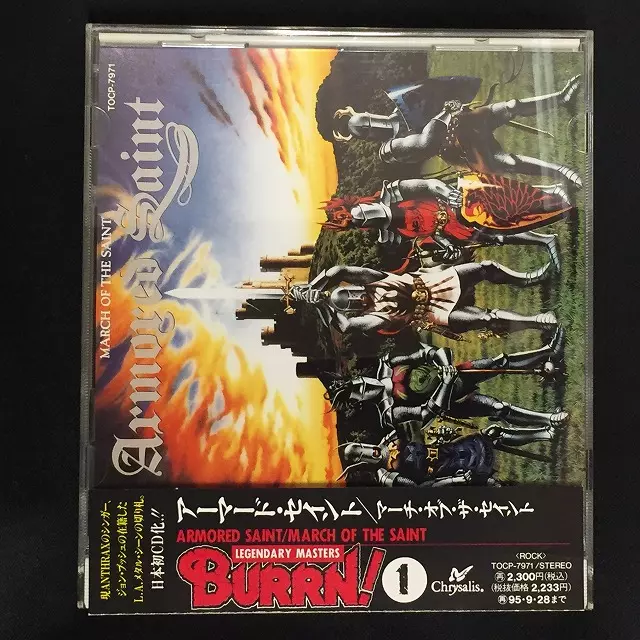 TOCP-7971
MARCH OF THE SAINT
Armored Saint
アーマード・セイント/マーチ・オブ・ザ・セイント
ARMORED SAINT/MARCH OF THE SAINT
LEGENDARY MASTERS
BURRN!
1
Chrysalis®
現ANTHRAXのシンガー、
ジョン・ブッシュの在籍した
L.A.メタル・シーンの切り札。
日本初CD化!!
〈ROCK〉
TOCP-7971/STEREO
再2,300円(税込)
(税抜価格 2,233円)
再95・9・28まで